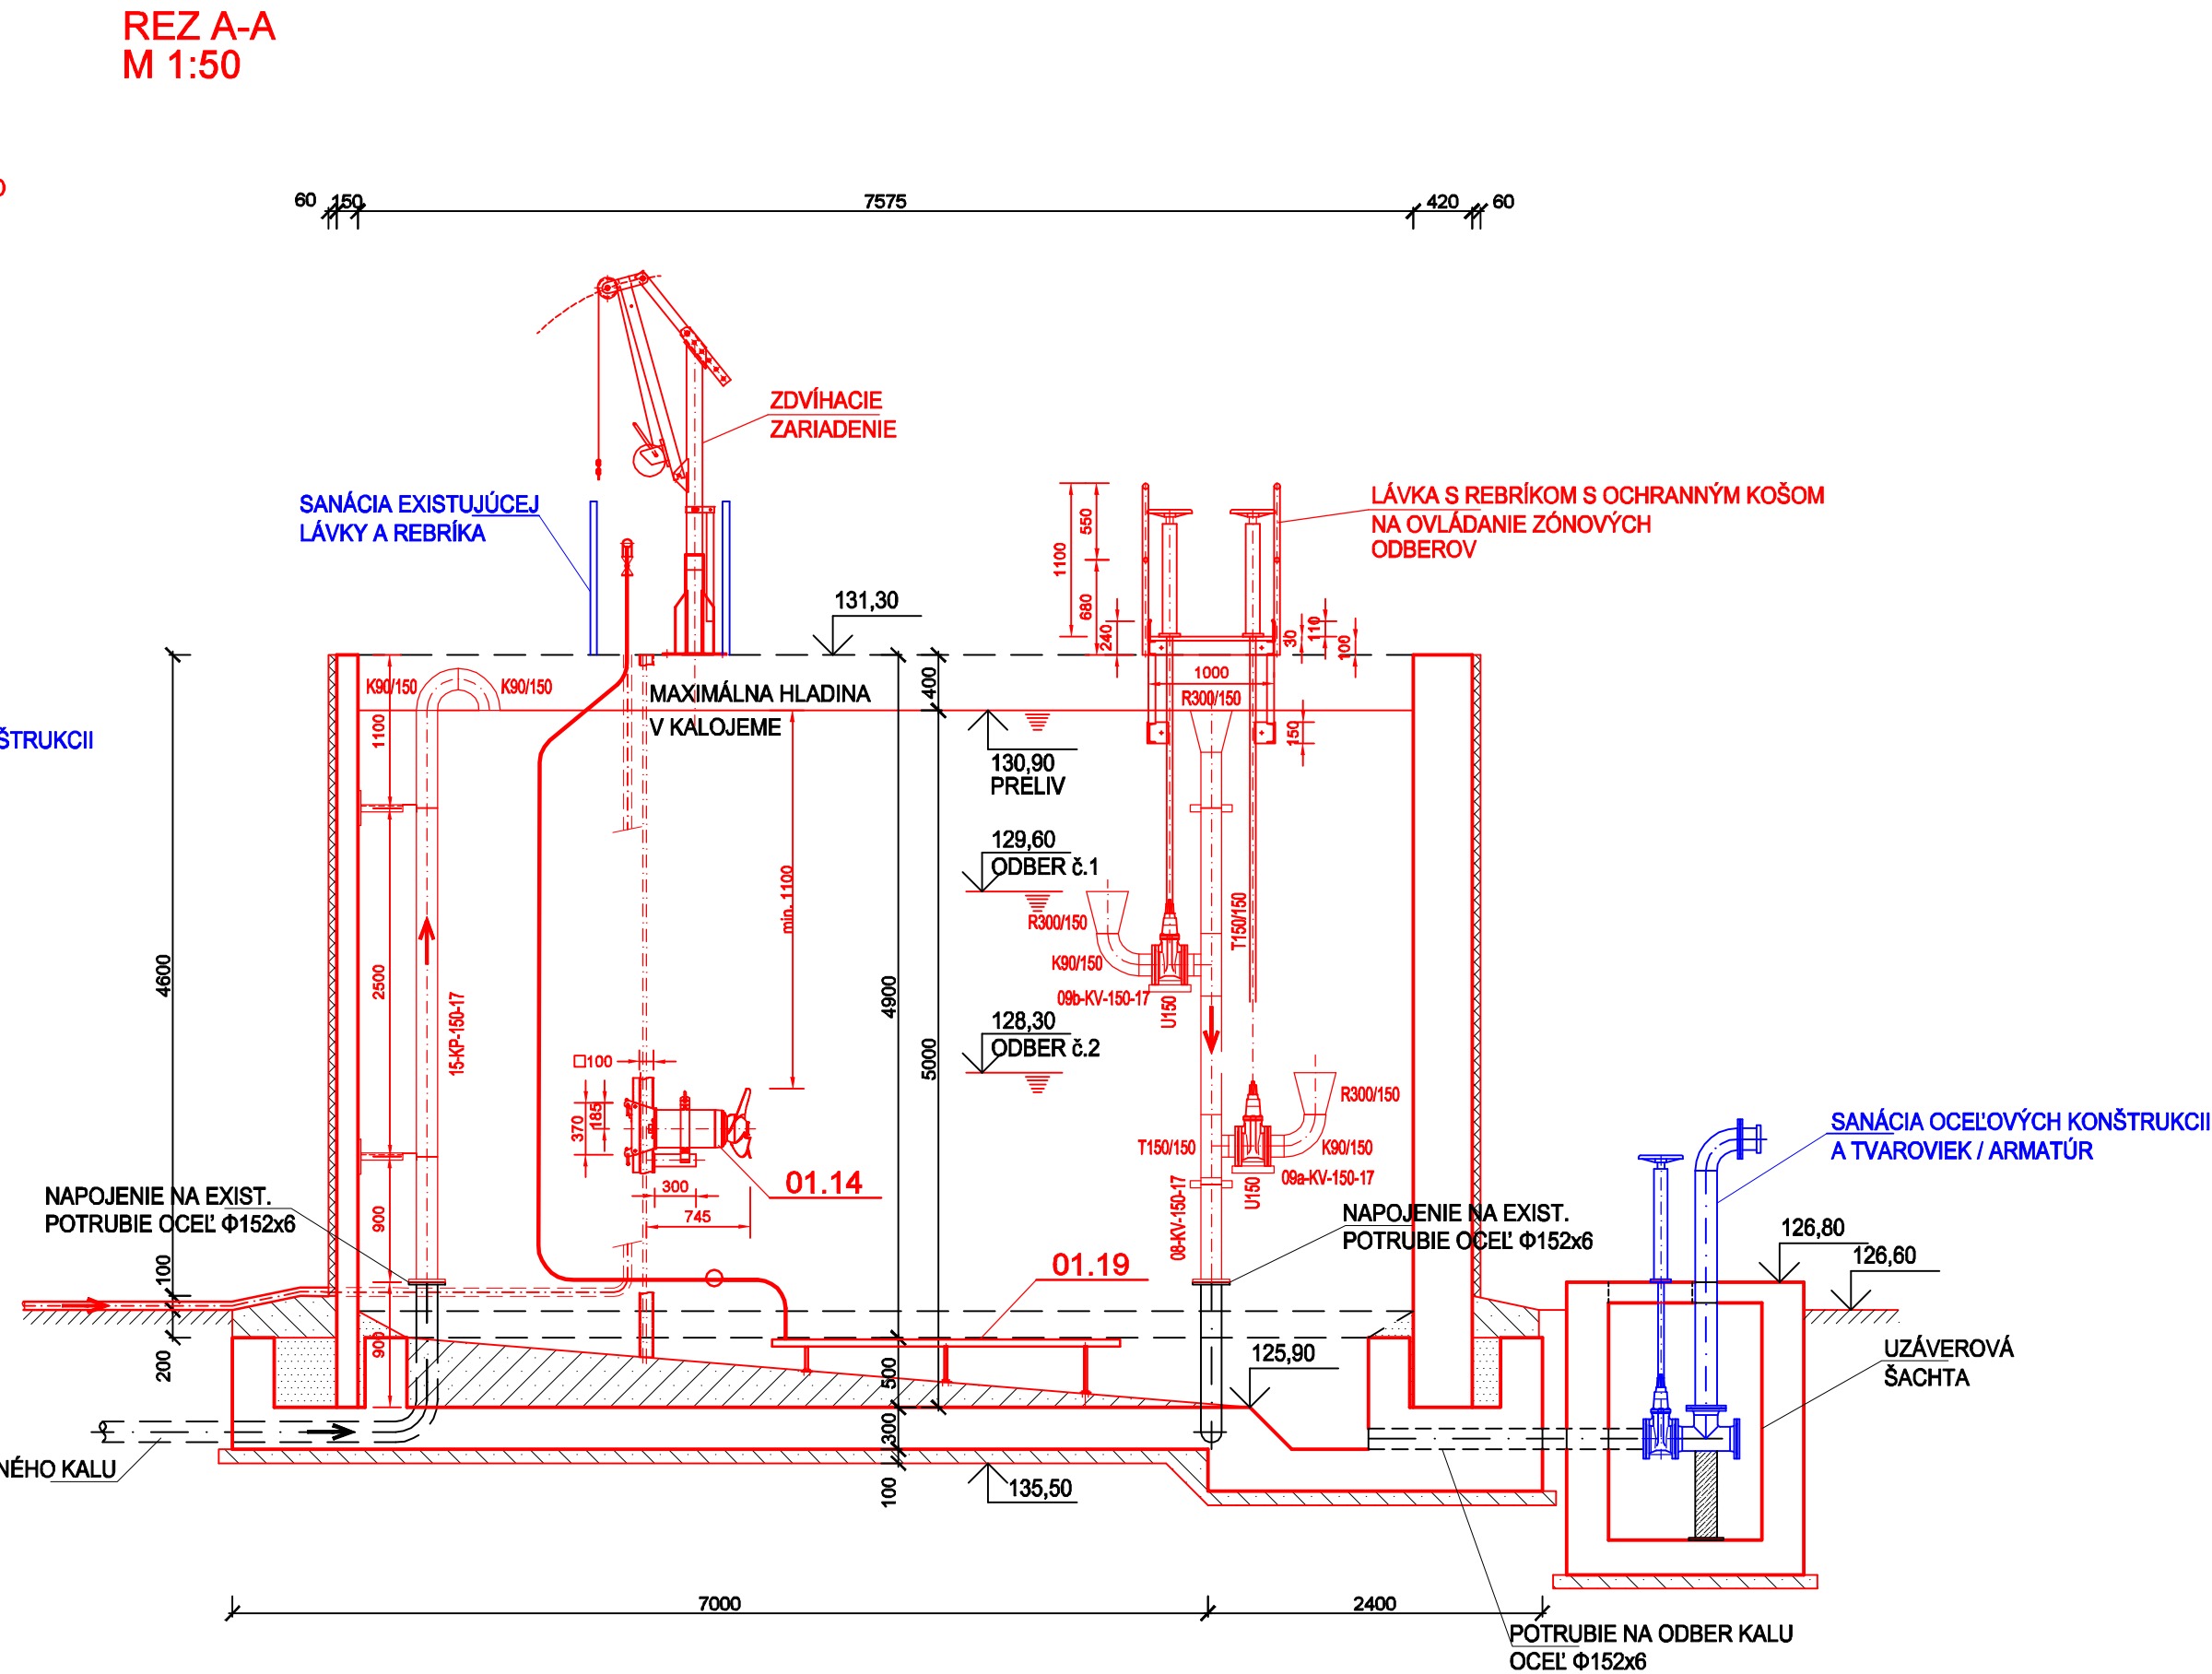 REZ A-A
M 1:50
60
150
7575
420
60
ZDVÍHACIE
ZARIADENIE
SANÁCIA EXISTUJÚCEJ
LÁVKY A REBRÍKA
LÁVKA S REBRÍKOM S OCHRANNÝM KOŠOM
NA OVLÁDANIE ZÓNOVÝCH
ODBEROV
550
1100
680
240
30
110
100
131,30
K90/150
K90/150
MAXIMÁLNA HLADINA
V KALOJEME
400
1000
R300/150
150
1100
ŠTRUKCII
130,90
PRELIV
129,60
ODBER č.1
min. 1100
R300/150
T150/150
K90/150
09b-KV-150-17
U150
4600
2500
4900
15-KP-150-17
128,30
ODBER č.2
5000
□100
370
185
R300/150
T150/150
K90/150
09a-KV-150-17
U150
08-KV-150-17
300
745
01.14
SANÁCIA OCEĽOVÝCH KONŠTRUKCII
A TVAROVIEK / ARMATÚR
NAPOJENIE NA EXIST.
POTRUBIE OCEĽ Φ152x6
900
NAPOJENIE NA EXIST.
POTRUBIE OCEĽ Φ152x6
126,80
126,60
01.19
100
200
900
500
125,90
UZÁVEROVÁ
ŠACHTA
300
NÉHO KALU
100
135,50
7000
2400
POTRUBIE NA ODBER KALU
OCEĽ Φ152x6